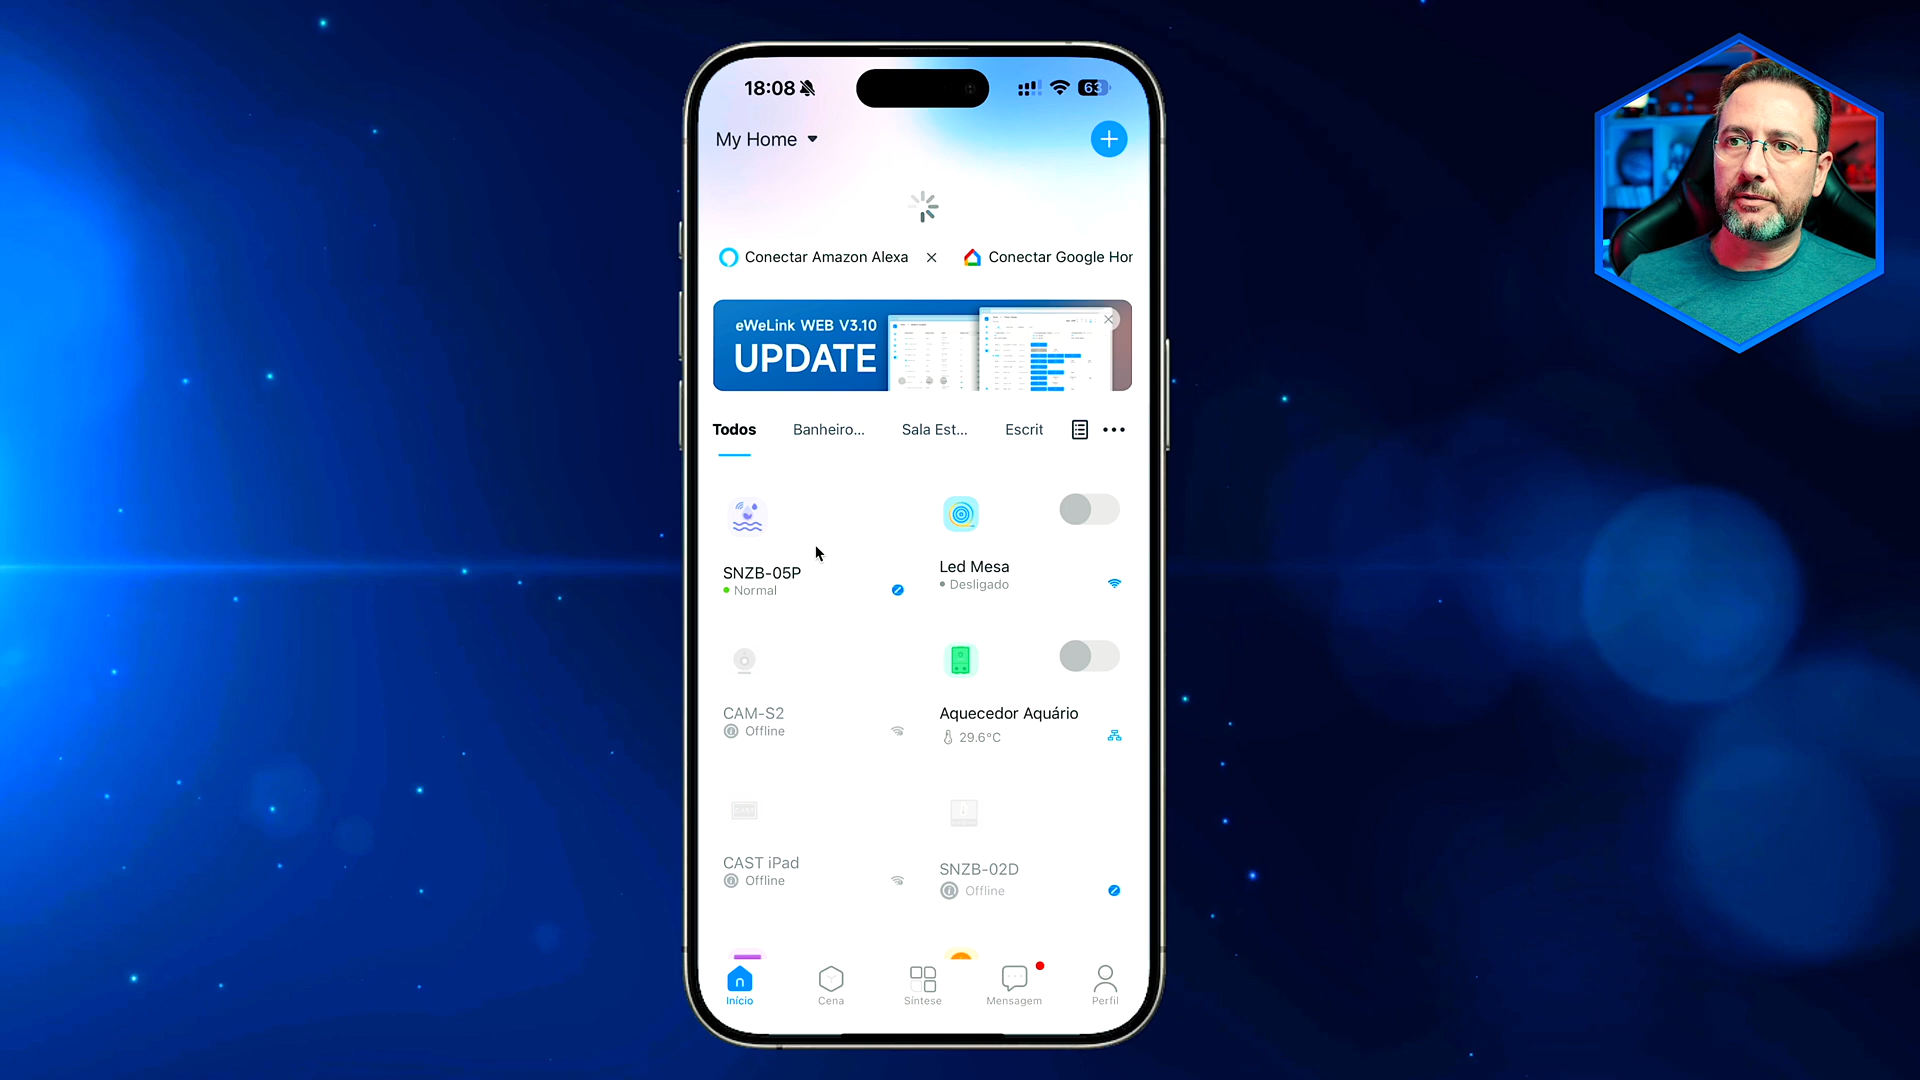 18:08
63
My Home
Conectar Amazon Alexa
Conectar Google Hor
eWeLink WEB V3.10
UPDATE
Todos
Banheiro...
Sala Est...
Escrit
SNZB-05P
Normal
Led Mesa
Desligado
CAM-S2
Offline
Aquecedor Aquário
29.6°C
CAST iPad
Offline
SNZB-02D
Offline
Início
Cena
Síntese
Mensagem
Perfil